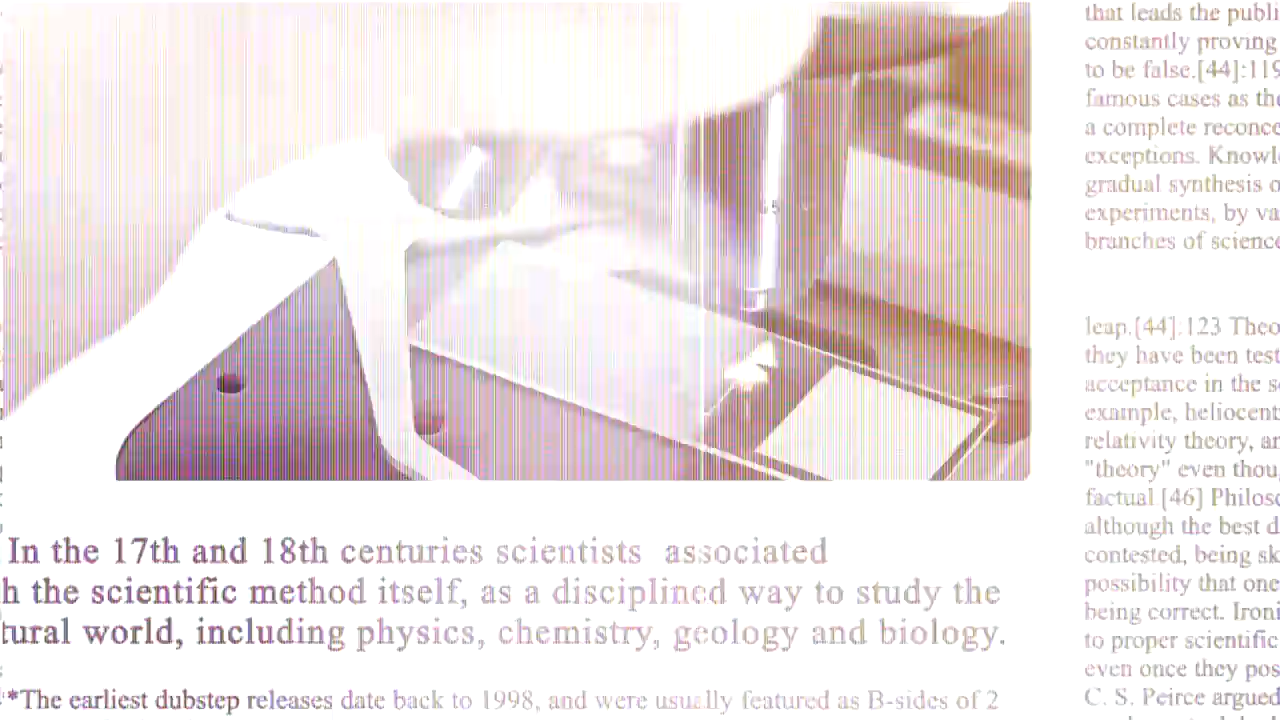 In the 17th and 18th centuries scientists associated
h the scientific method itself, as a disciplined way to study the
tural world, including physics, chemistry, geology and biology.
*The earliest dubstep releases date back to 1998, and were usually featured as B-sides of 2
that leads the publi
constantly proving
to be false.[44]:119
famous cases as the
a complete reconce
exceptions. Knowle
gradual synthesis o
experiments, by va
branches of science
leap.[44]:123 Theo
they have been test
acceptance in the s
example, heliocent
relativity theory, an
"theory" even thou
factual [46] Philoso
although the best d
contested, being sk
possibility that one
being correct. Ironi
to proper scientific
even once they pos
C. S. Peirce argued